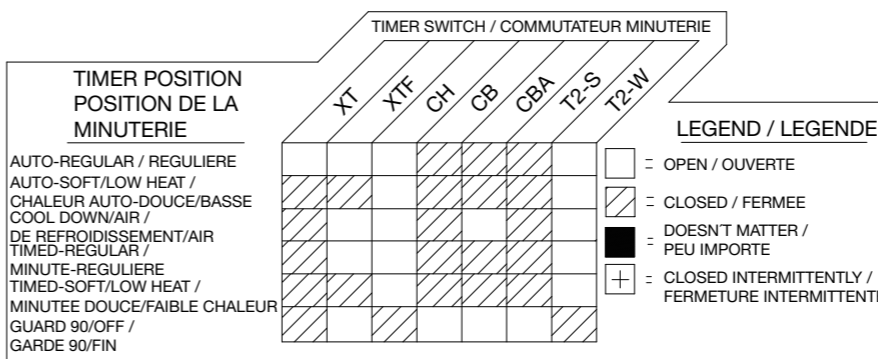 TIMER SWITCH / COMMUTATEUR MINUTERIE
TIMER POSITION
POSITION DE LA
MINUTERIE
XT
XTF
CH
CB
CBA
T2-S
T2-W
AUTO-REGULAR / REGULIERE
AUTO-SOFT/LOW HEAT /
CHALEUR AUTO-DOUCE/BASSE
COOL DOWN/AIR /
DE REFROIDISSEMENT/AIR
TIMED-REGULAR /
MINUTE-REGULIERE
TIMED-SOFT/LOW HEAT /
MINUTEE DOUCE/FAIBLE CHALEUR
GUARD 90/OFF /
GARDE 90/FIN
LEGEND / LEGENDE
= OPEN / OUVERTE
= CLOSED / FERMEE
= DOESN'T MATTER /
PEU IMPORTE
= CLOSED INTERMITTENTLY /
FERMETURE INTERMITTENT